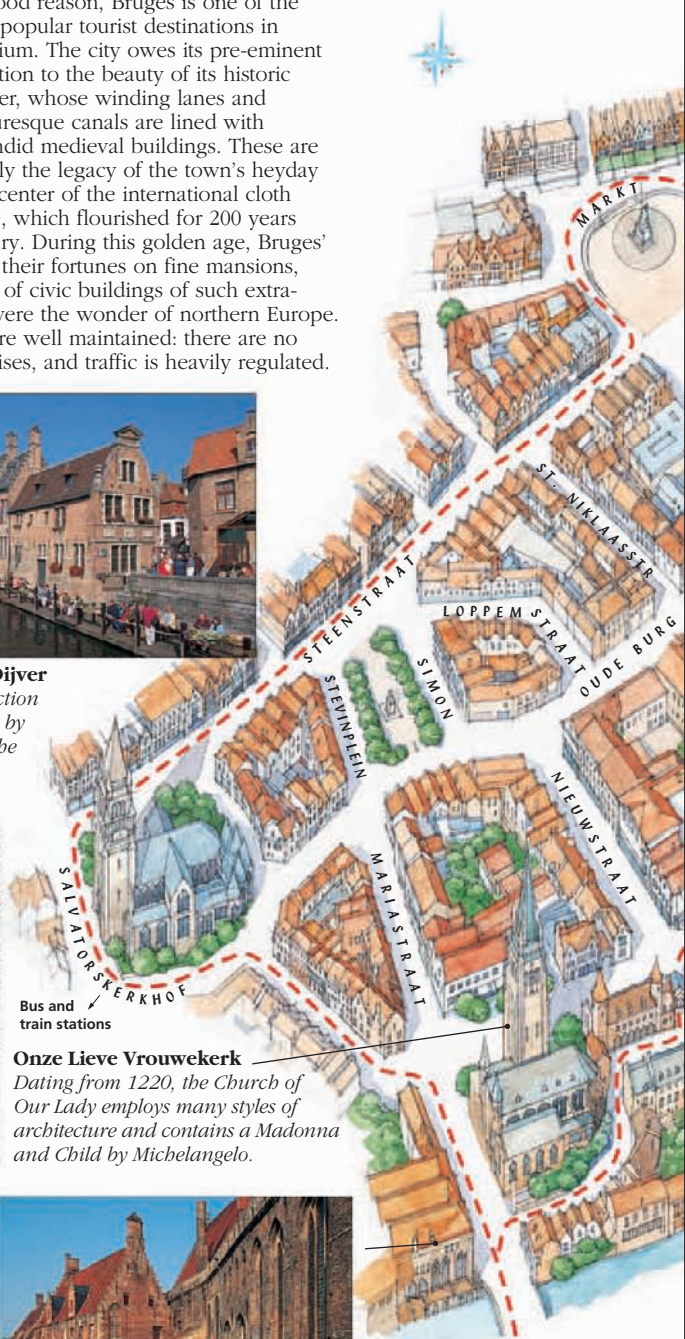 ood reason, Bruges is one of the
popular tourist destinations in
ium. The city owes its pre-eminent
tion to the beauty of its historic
er, whose winding lanes and
uresque canals are lined with
ndid medieval buildings. These are
ly the legacy of the town's heyday
center of the international cloth
, which flourished for 200 years
ry. During this golden age, Bruges'
their fortunes on fine mansions,
of civic buildings of such extra-
were the wonder of northern Europe.
re well maintained: there are no
ises, and traffic is heavily regulated.
MARKT
ST. NIKLAASSTR
STEENSTRAAT
LOPPEM STRAAT
OUDE BURG
SIMON
STEVINPLEIN
Dijver
ction
by
be
NIEUWSTRAAT
MARIASTRAAT
SALVATORSKERKHOF
Bus and
train stations
Onze Lieve Vrouwekerk
Dating from 1220, the Church of
Our Lady employs many styles of
architecture and contains a Madonna
and Child by Michelangelo.